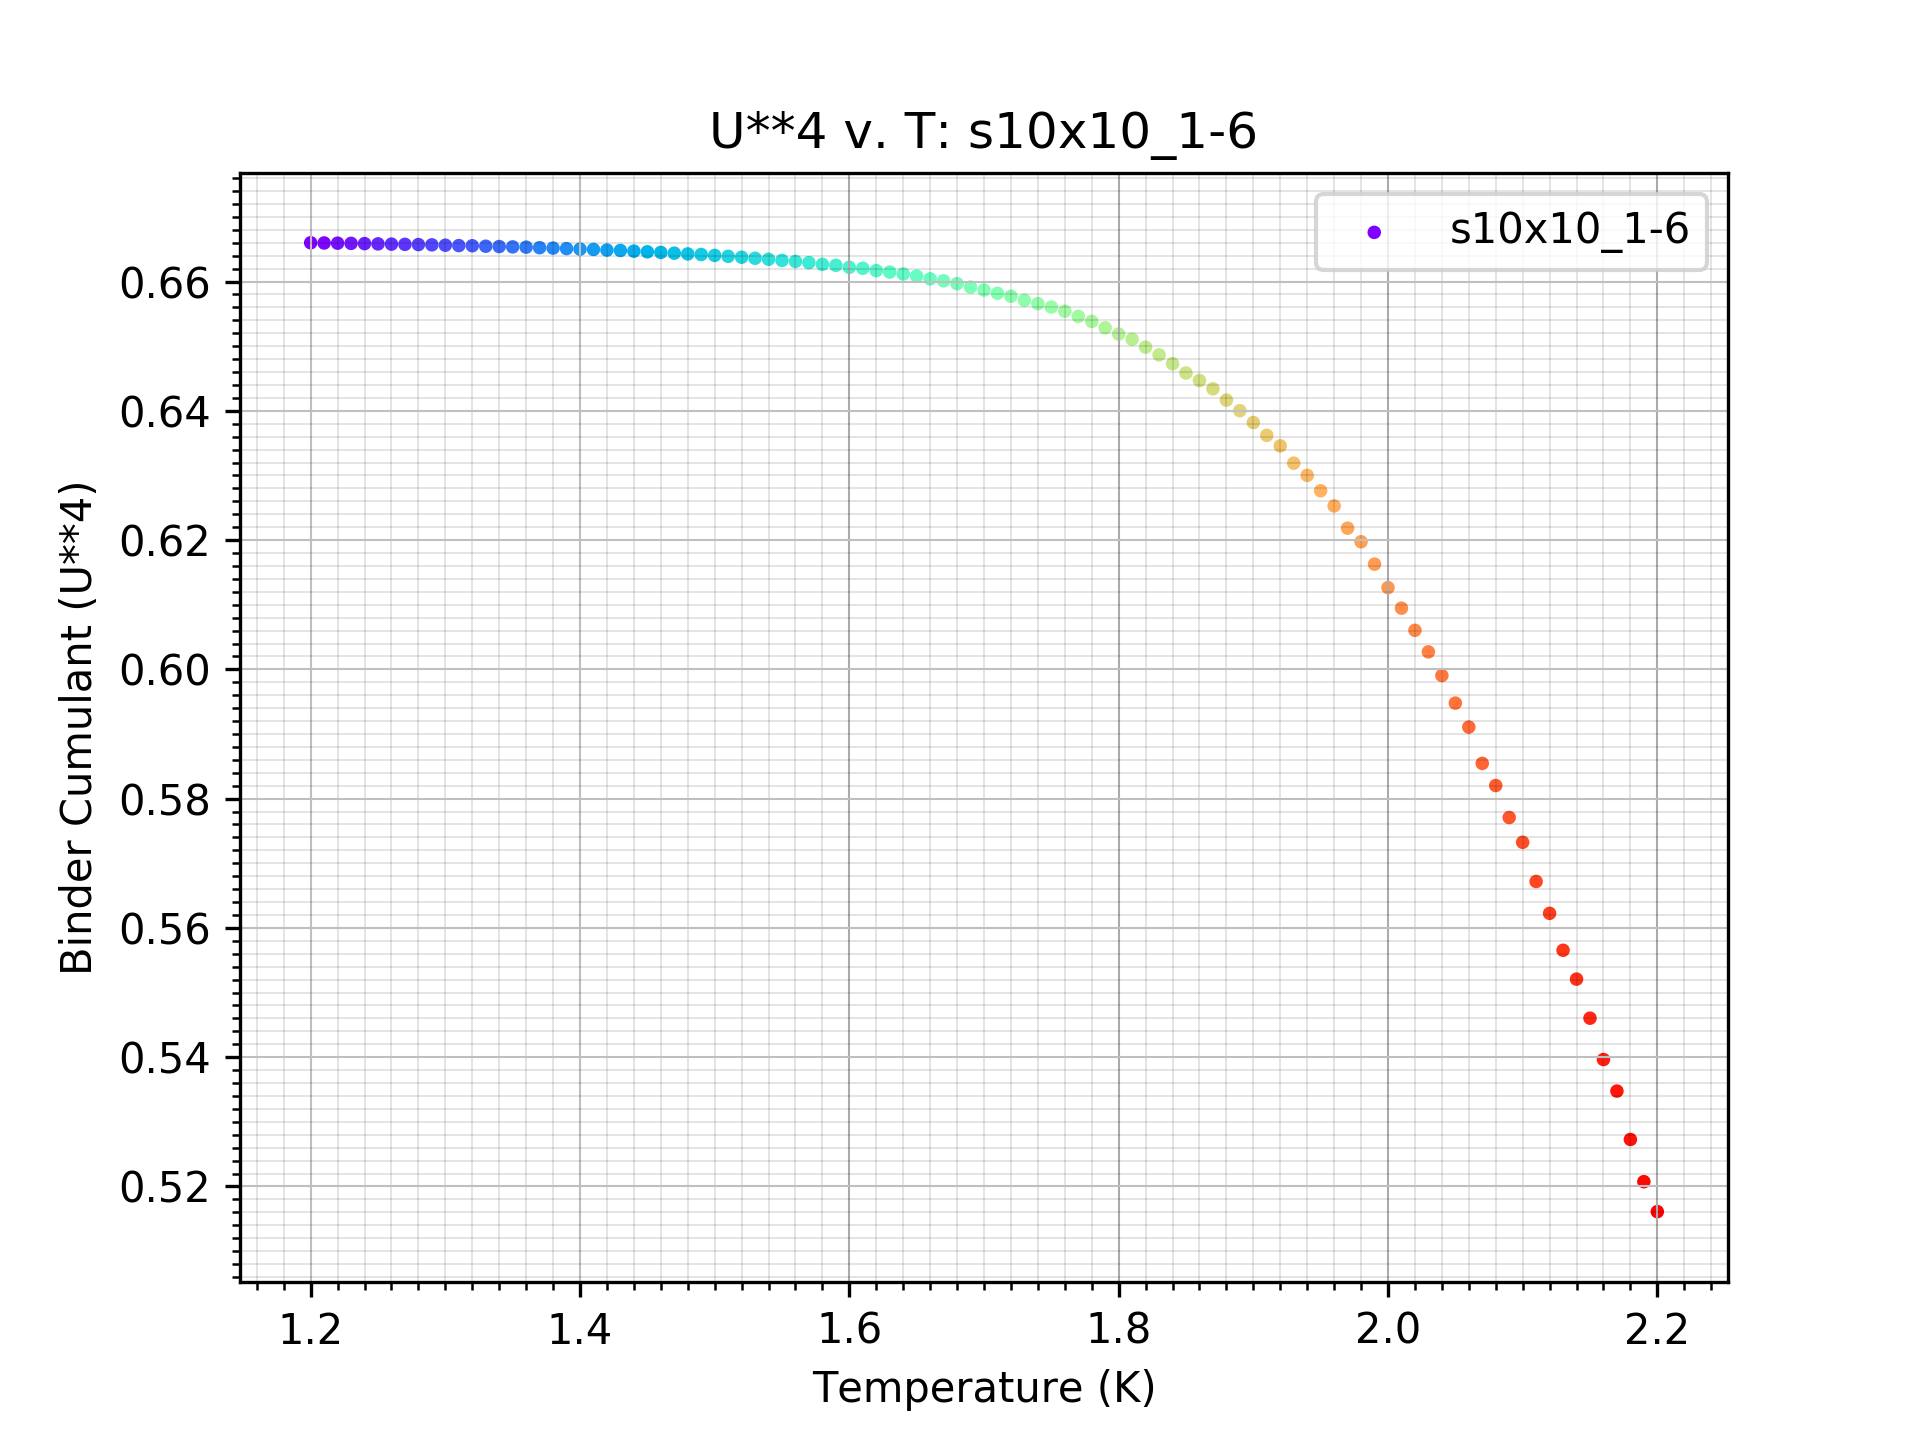 U**4 v. T: s10x10_1-6
s10x10_1-6
Binder Cumulant (U**4)
0.66
0.64
0.62
0.60
0.58
0.56
0.54
0.52
1.2 1.4 1.6 1.8 2.0 2.2
Temperature (K)